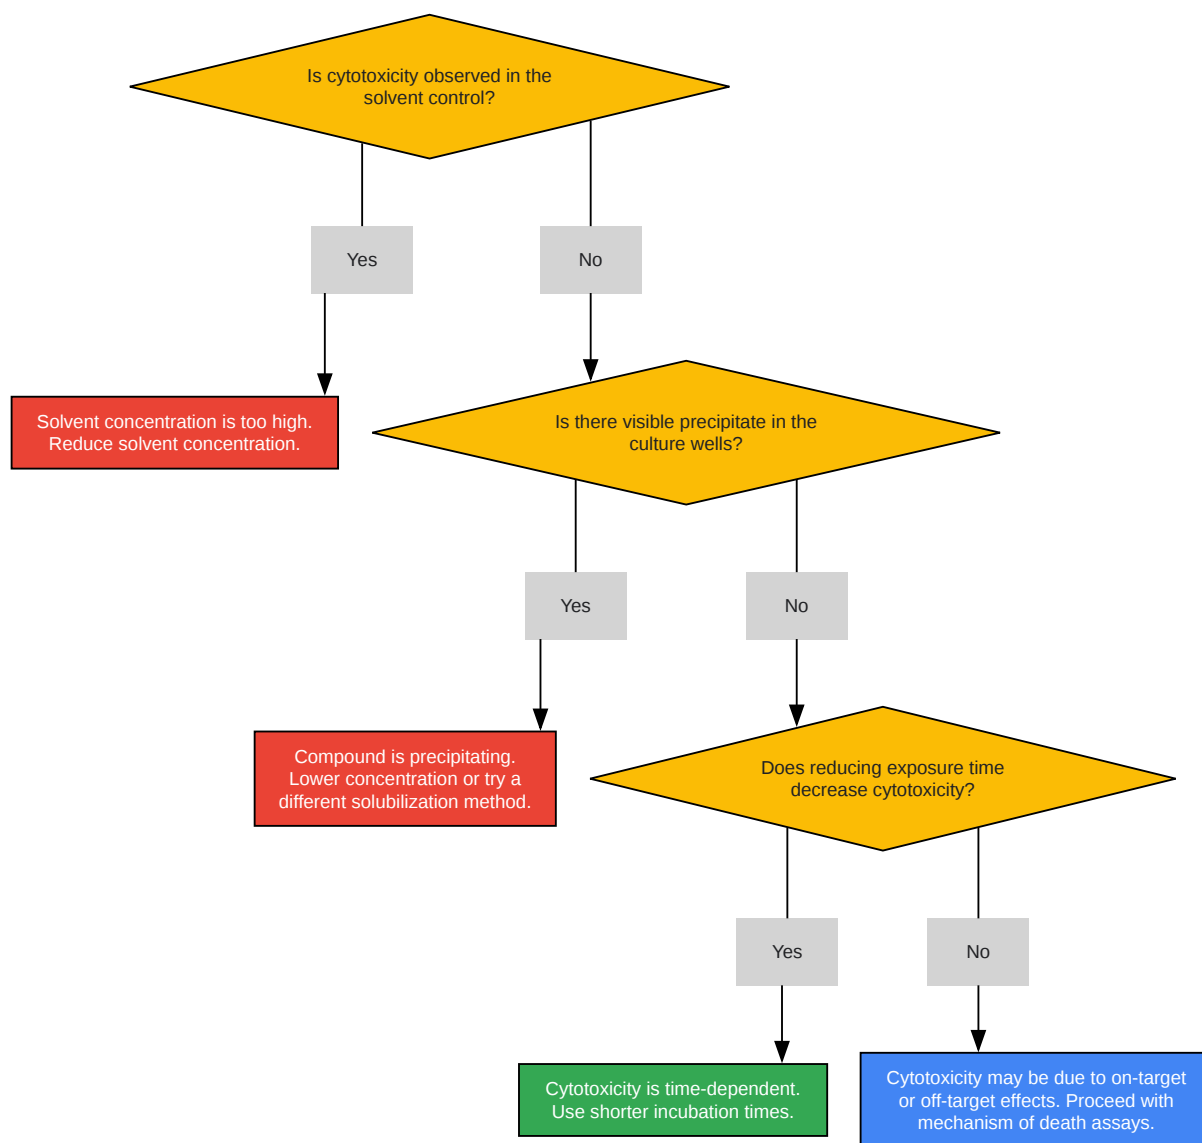 Is cytotoxicity observed in the
solvent control?
Yes
No
Solvent concentration is too high.
Reduce solvent concentration.
Is there visible precipitate in the
culture wells?
Yes
No
Compound is precipitating.
Lower concentration or try a
different solubilization method.
Does reducing exposure time
decrease cytotoxicity?
Yes
No
Cytotoxicity is time-dependent.
Use shorter incubation times.
Cytotoxicity may be due to on-target
or off-target effects. Proceed with
mechanism of death assays.